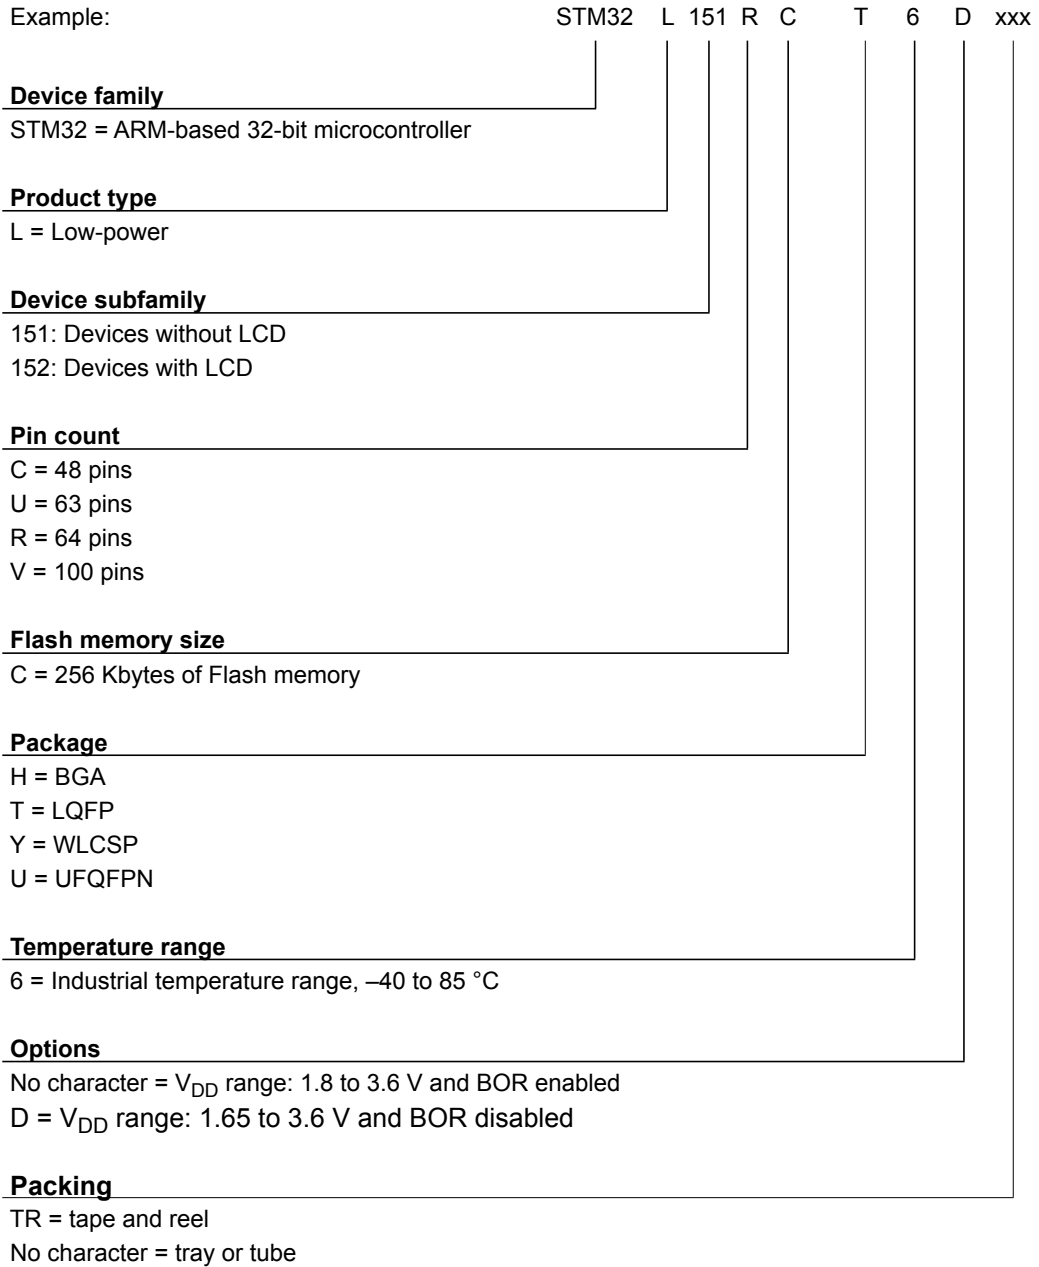 Example: STM32 L 151 R C T 6 D xxx
Device family
STM32 = ARM-based 32-bit microcontroller
Product type
L = Low-power
Device subfamily
151: Devices without LCD
152: Devices with LCD
Pin count
C = 48 pins
U = 63 pins
R = 64 pins
V = 100 pins
Flash memory size
C = 256 Kbytes of Flash memory
Package
H = BGA
T = LQFP
Y = WLCSP
U = UFQFPN
Temperature range
6 = Industrial temperature range, –40 to 85 °C
Options
No character = VDD range: 1.8 to 3.6 V and BOR enabled
D = VDD range: 1.65 to 3.6 V and BOR disabled
Packing
TR = tape and reel
No character = tray or tube